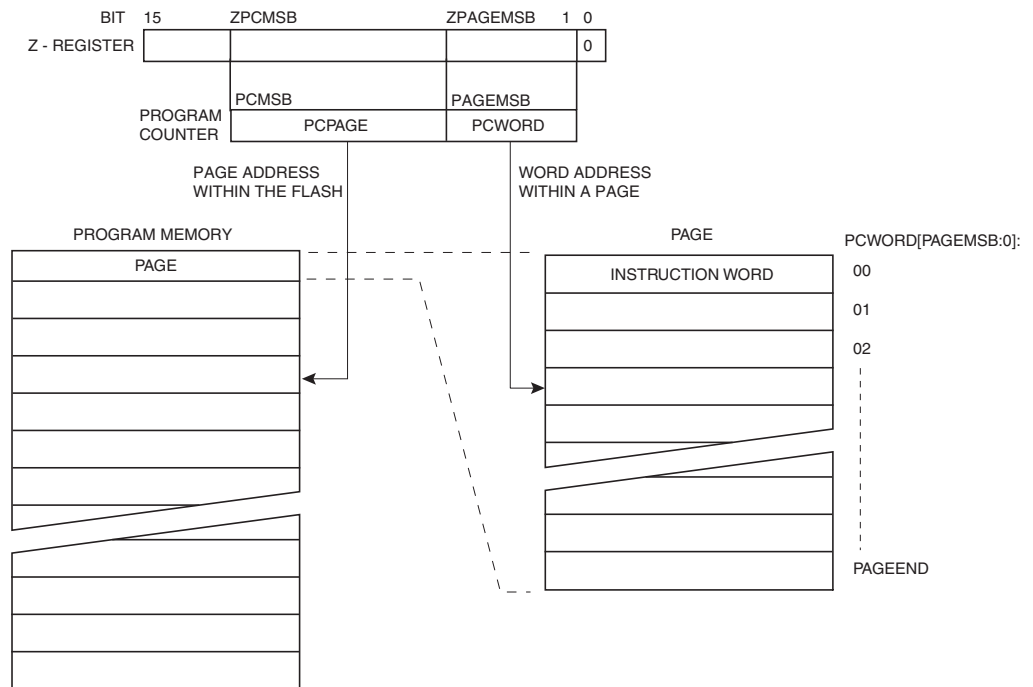 BIT 15 ZPCMSB ZPAGEMSB 1 0
Z - REGISTER 0
PCMSB PAGEMSB
PROGRAM
COUNTER
PCPAGE PCWORD
PAGE ADDRESS
WITHIN THE FLASH
WORD ADDRESS
WITHIN A PAGE
PROGRAM MEMORY
PAGE
PAGE
INSTRUCTION WORD
PCWORD[PAGEMSB:0]:
00
01
02
PAGEEND